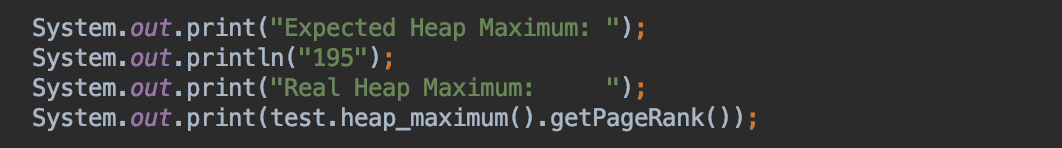 System.out.print("Expected Heap Maximum: ");
System.out.println("195");
System.out.print("Real Heap Maximum:     ");
System.out.print(test.heap_maximum().getPageRank());